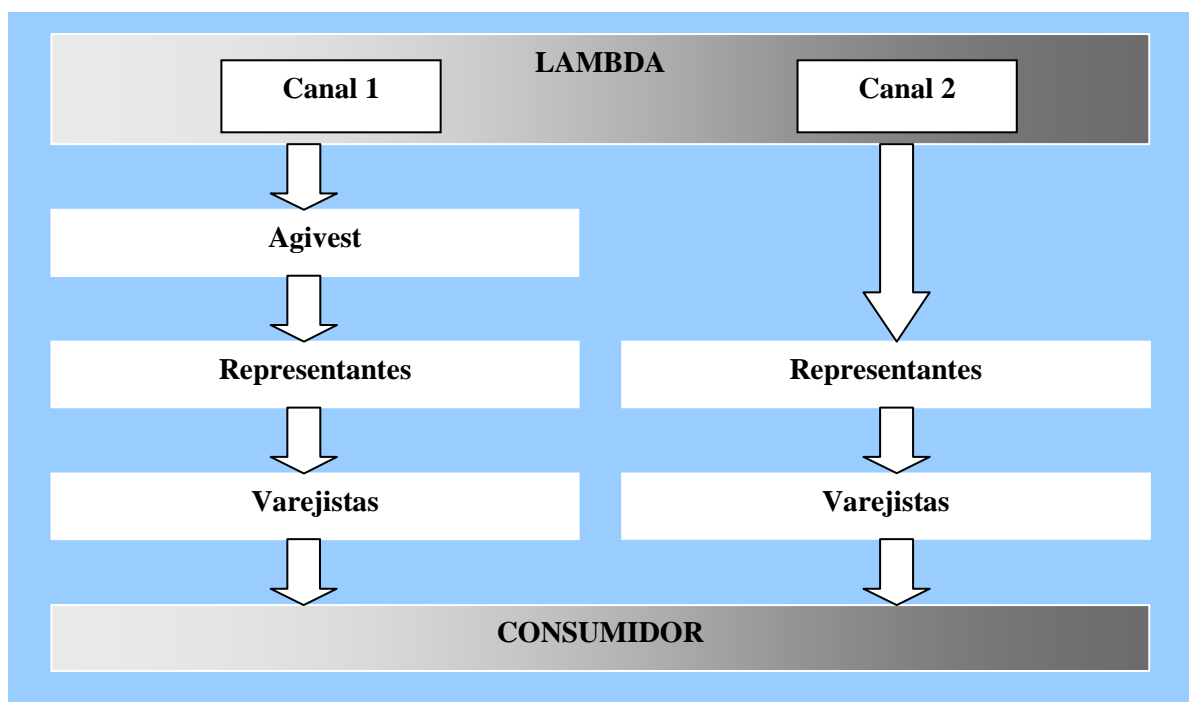 LAMBDA
Canal 1
Canal 2
Agivest
Representantes
Representantes
Varejistas
Varejistas
CONSUMIDOR